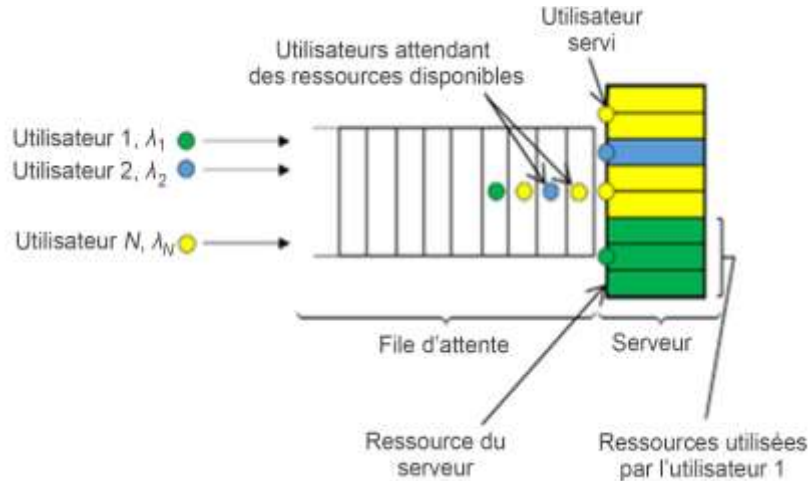 Utilisateur
servi
Utilisateurs attendant
des ressources disponibles
Utilisateur 1, λ1
Utilisateur 2, λ2
Utilisateur N, λN
File d'attente
Serveur
Ressource du
serveur
Ressources utilisées
par l'utilisateur 1